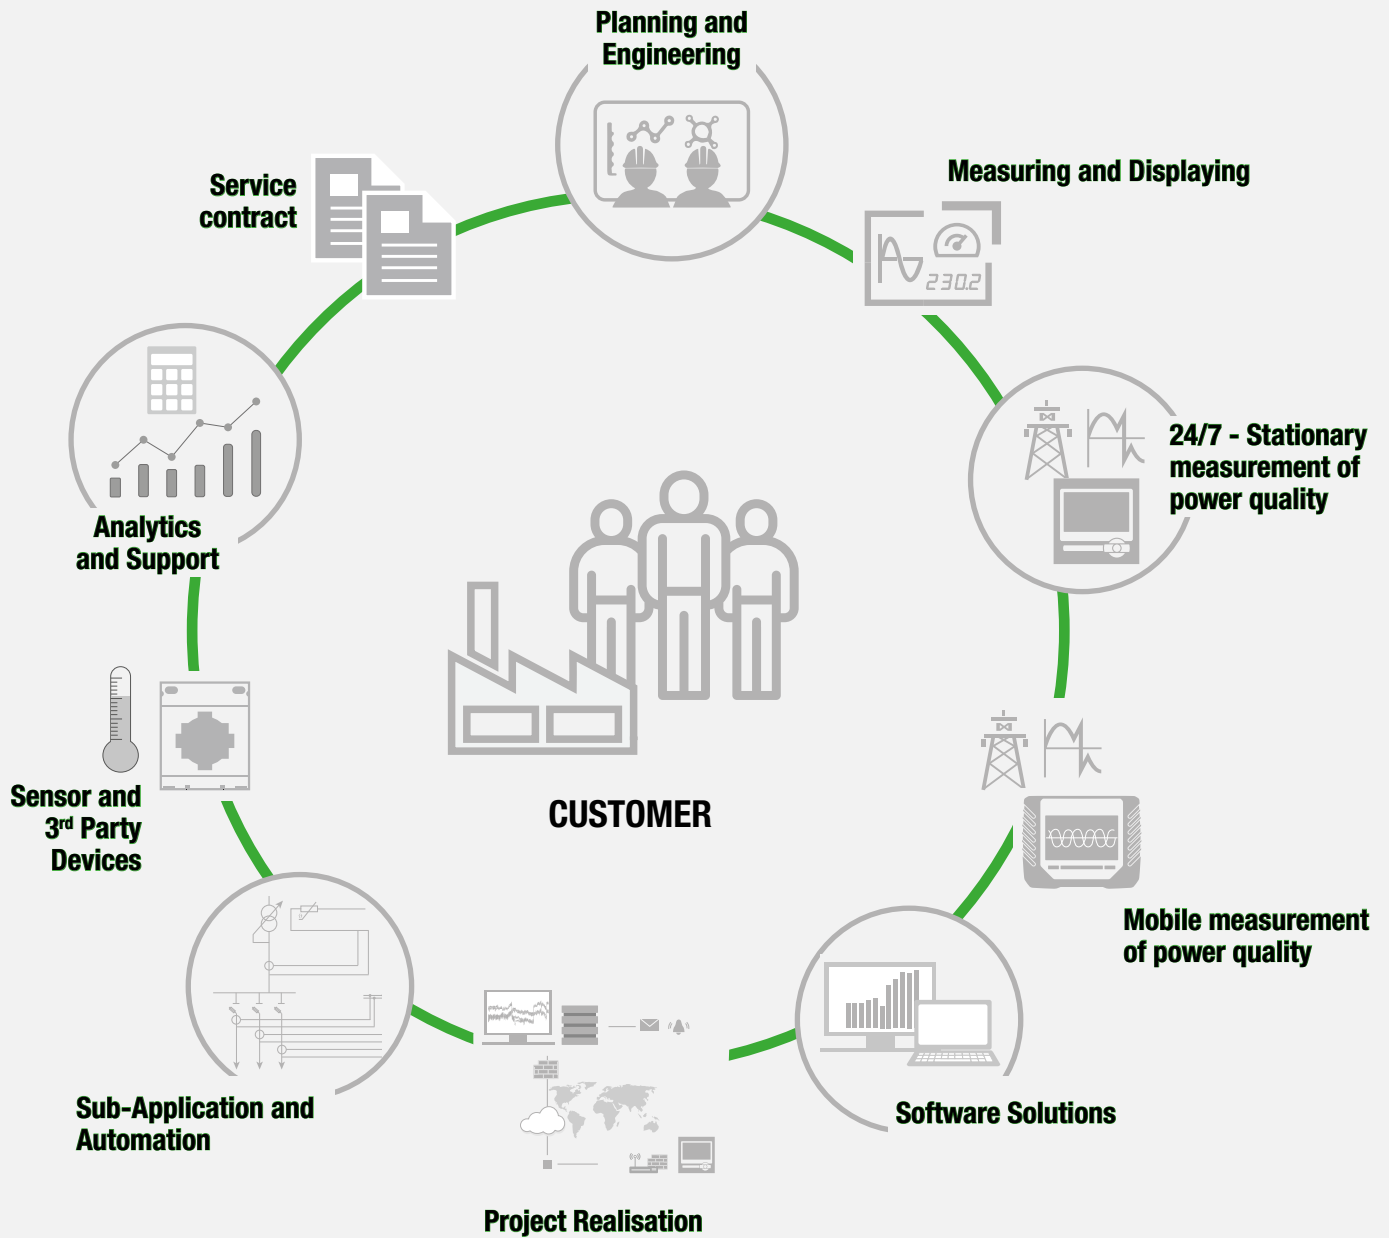 Planning and
Engineering
Measuring and Displaying
230.2
24/7 - Stationary
measurement of
power quality
Mobile measurement
of power quality
Software Solutions
Project Realisation
Sub-Application and
Automation
Sensor and
3rd Party
Devices
Analytics
and Support
Service
contract
CUSTOMER